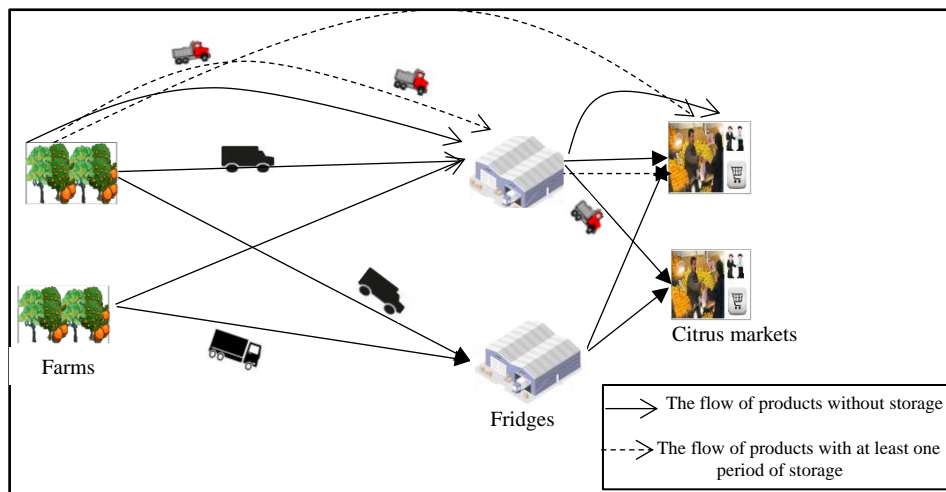 Citrus markets
Farms
Fridges
The flow of products without storage
The flow of products with at least one
period of storage